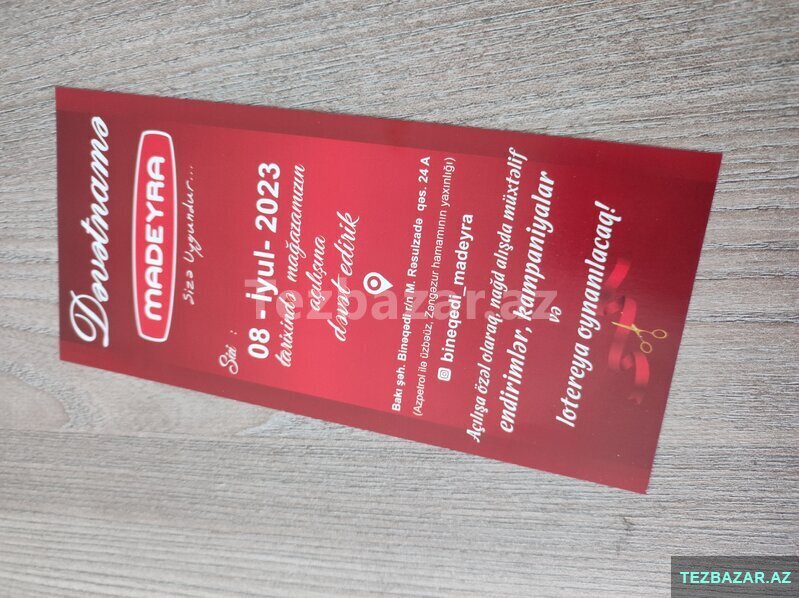 Dəvətnamə
MADEYRA
Sizə Uyğundur...
Sizi :
08 -iyul- 2023
tarixində mağazamızın
açılışına
dəvət edirik
Bakı şəh. Binəqədi r/n M. Rəsulzadə qəs. 24 A
(Azpetrol ilə üzbəüz, Zəngəzur hamamının yaxınlığı)
bineqedi_madeyra
Açılışa özəl olaraq, nağd alışda müxtəlif
endirimlər, kampaniyalar
və
lotereya oynanılacaq!
Tezbazar.az
TEZBAZAR.AZ